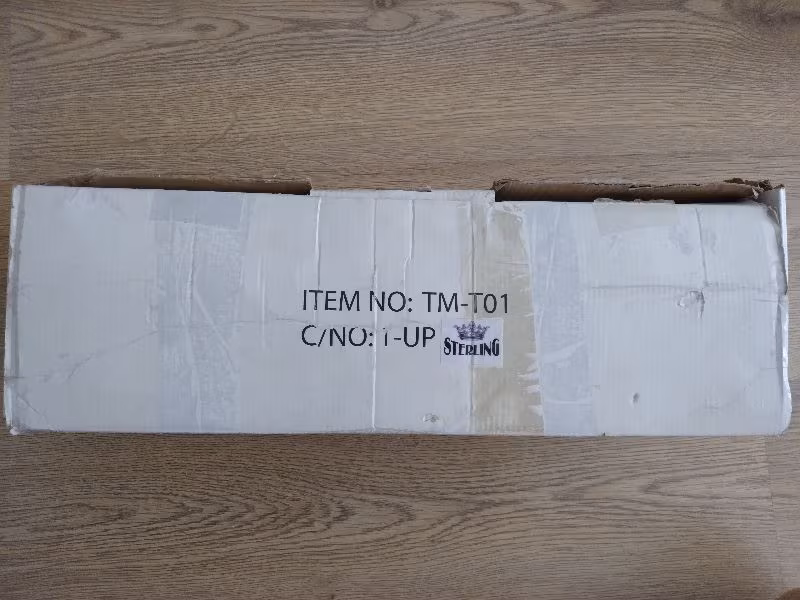 ITEM NO: TM-T01
C/NO: 1-UP
STERLING